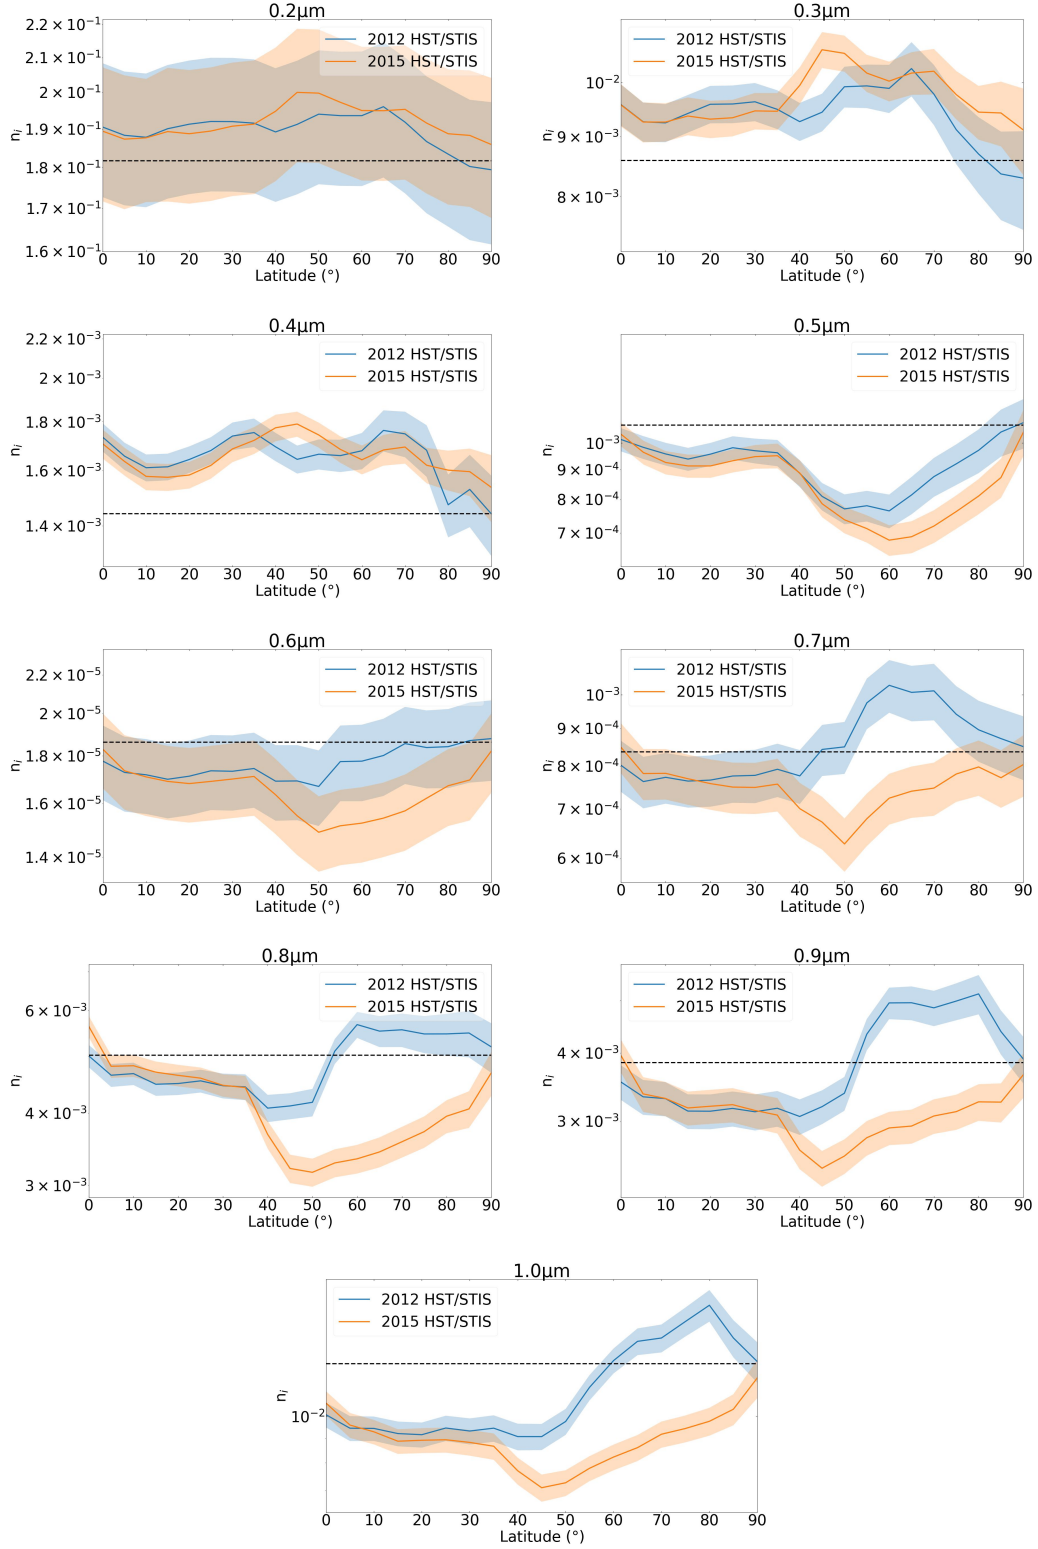 0.2μm
2.2 × 10⁻¹
2.1 × 10⁻¹
2 × 10⁻¹
1.9 × 10⁻¹
1.8 × 10⁻¹
1.7 × 10⁻¹
1.6 × 10⁻¹
nᵢ
2012 HST/STIS
2015 HST/STIS
0 10 20 30 40 50 60 70 80 90
Latitude (°)
0.3μm
10⁻²
9 × 10⁻³
8 × 10⁻³
nᵢ
2012 HST/STIS
2015 HST/STIS
0 10 20 30 40 50 60 70 80 90
Latitude (°)
0.4μm
2.2 × 10⁻³
2 × 10⁻³
1.8 × 10⁻³
1.6 × 10⁻³
1.4 × 10⁻³
nᵢ
2012 HST/STIS
2015 HST/STIS
0 10 20 30 40 50 60 70 80 90
Latitude (°)
0.5μm
10⁻³
9 × 10⁻⁴
8 × 10⁻⁴
7 × 10⁻⁴
nᵢ
2012 HST/STIS
2015 HST/STIS
0 10 20 30 40 50 60 70 80 90
Latitude (°)
0.6μm
2.2 × 10⁻⁵
2 × 10⁻⁵
1.8 × 10⁻⁵
1.6 × 10⁻⁵
1.4 × 10⁻⁵
nᵢ
2012 HST/STIS
2015 HST/STIS
0 10 20 30 40 50 60 70 80 90
Latitude (°)
0.7μm
10⁻³
9 × 10⁻⁴
8 × 10⁻⁴
7 × 10⁻⁴
6 × 10⁻⁴
nᵢ
2012 HST/STIS
2015 HST/STIS
0 10 20 30 40 50 60 70 80 90
Latitude (°)
0.8μm
6 × 10⁻³
4 × 10⁻³
3 × 10⁻³
nᵢ
2012 HST/STIS
2015 HST/STIS
0 10 20 30 40 50 60 70 80 90
Latitude (°)
0.9μm
4 × 10⁻³
3 × 10⁻³
nᵢ
2012 HST/STIS
2015 HST/STIS
0 10 20 30 40 50 60 70 80 90
Latitude (°)
1.0μm
10⁻²
nᵢ
2012 HST/STIS
2015 HST/STIS
0 10 20 30 40 50 60 70 80 90
Latitude (°)